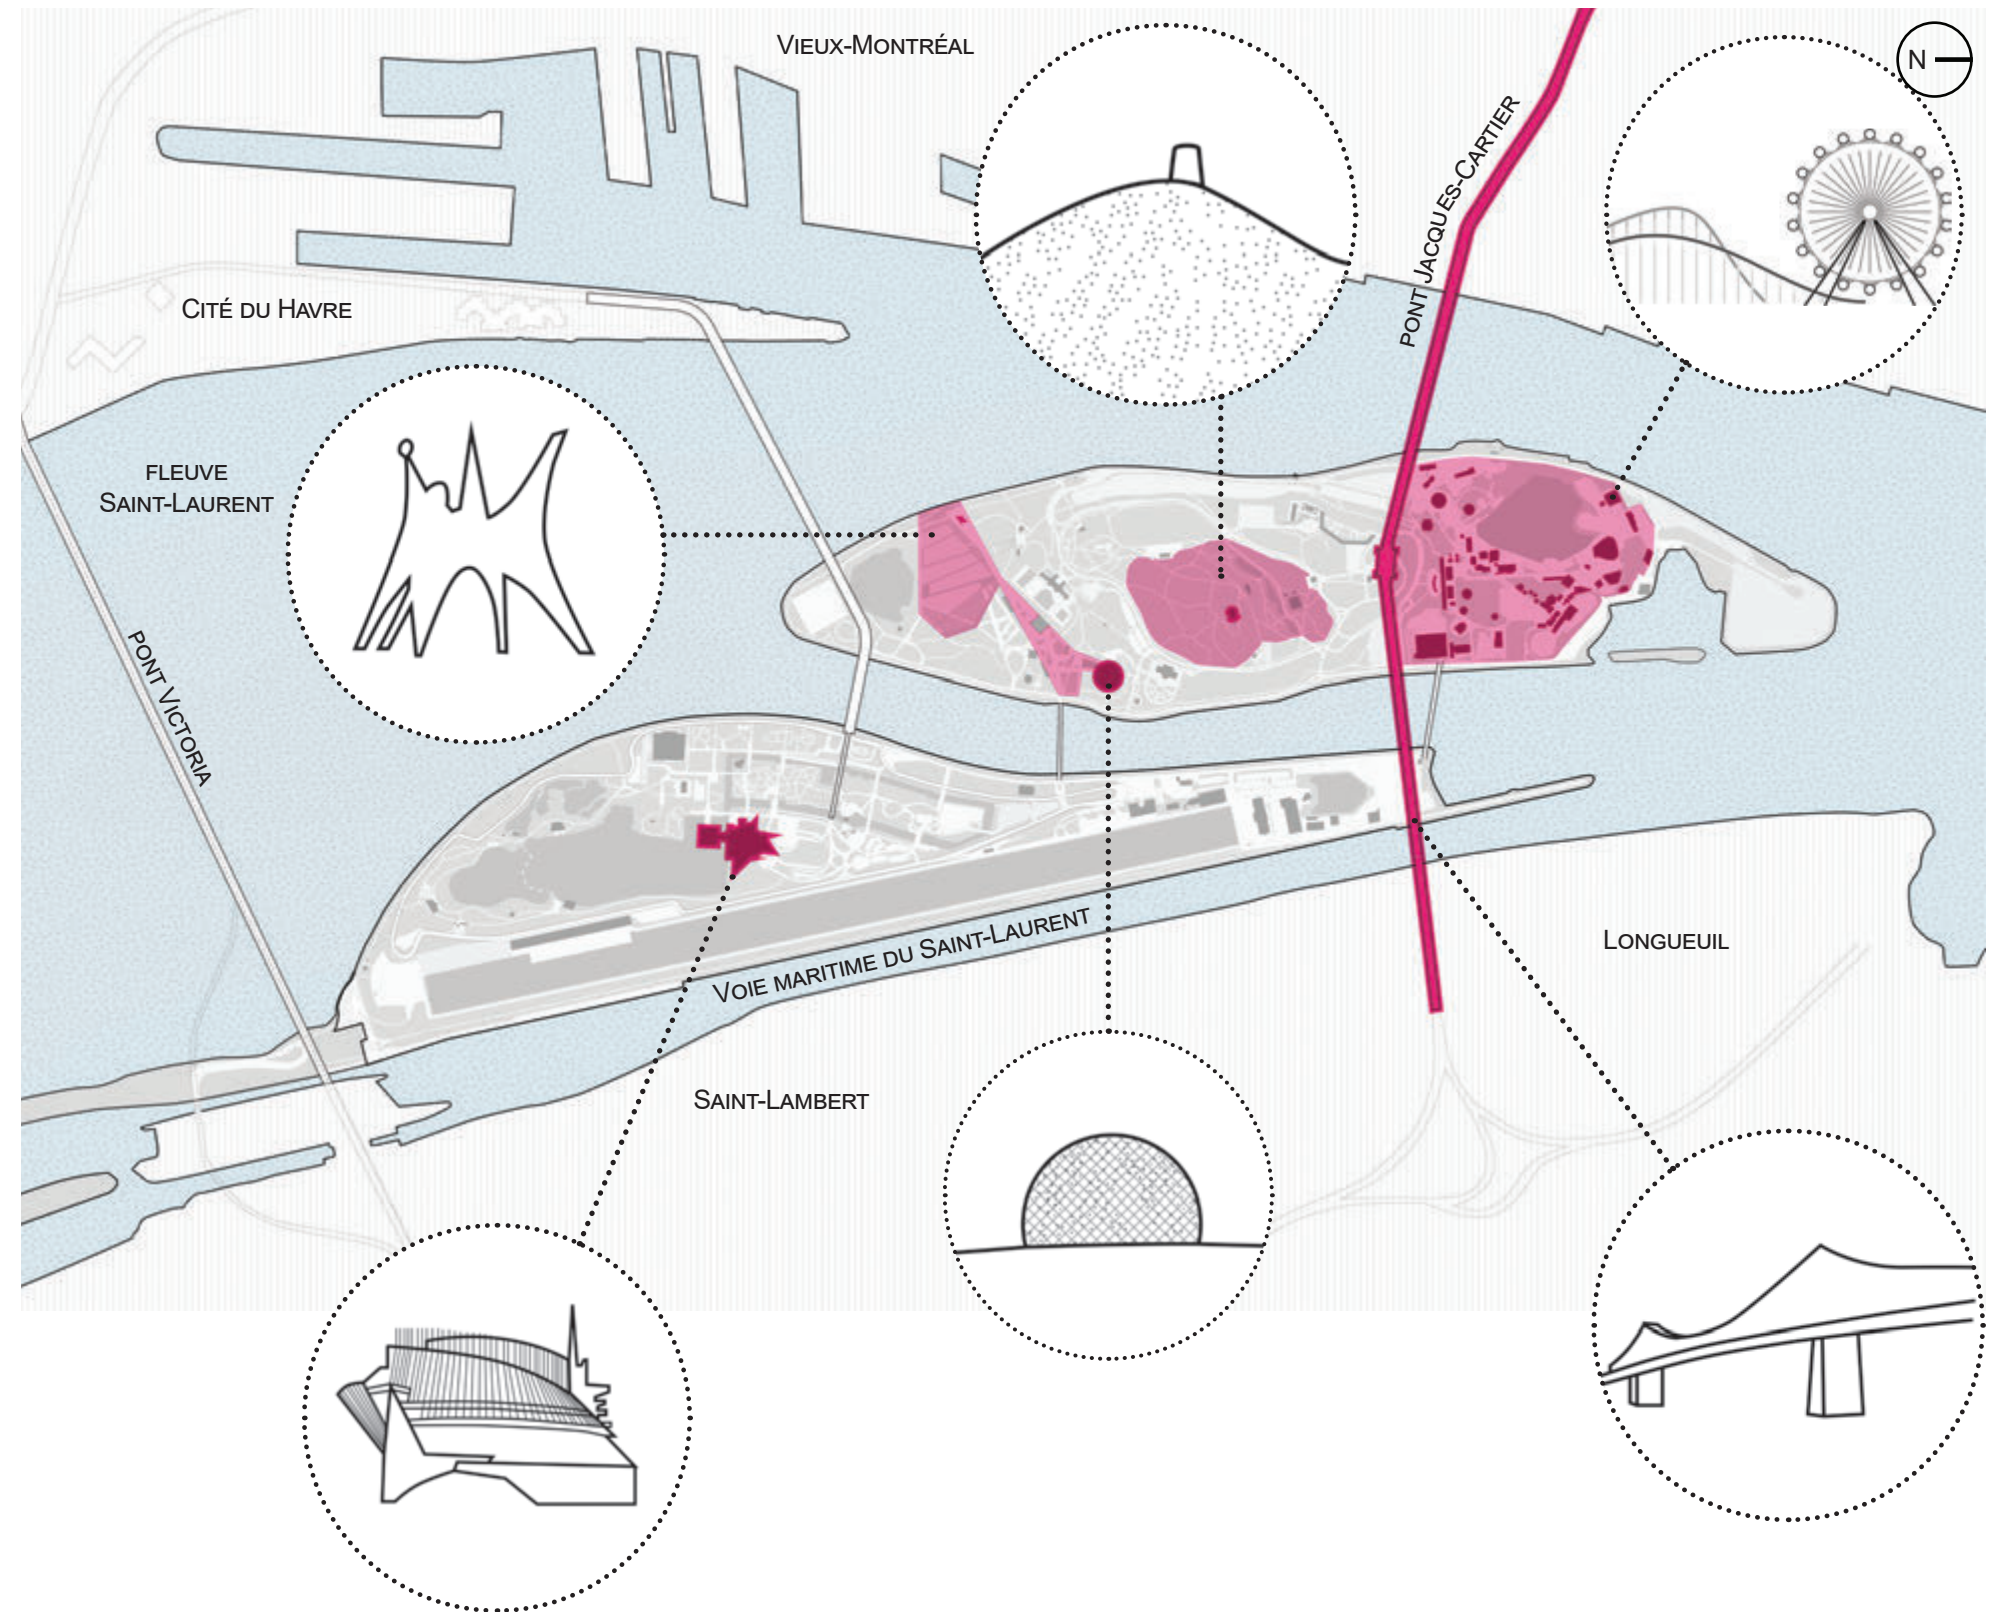 Vieux-Montréal
N
pont Jacques-Cartier
Cité du Havre
fleuve
Saint-Laurent
pont Victoria
Voie maritime du Saint-Laurent
Longueuil
Saint-Lambert